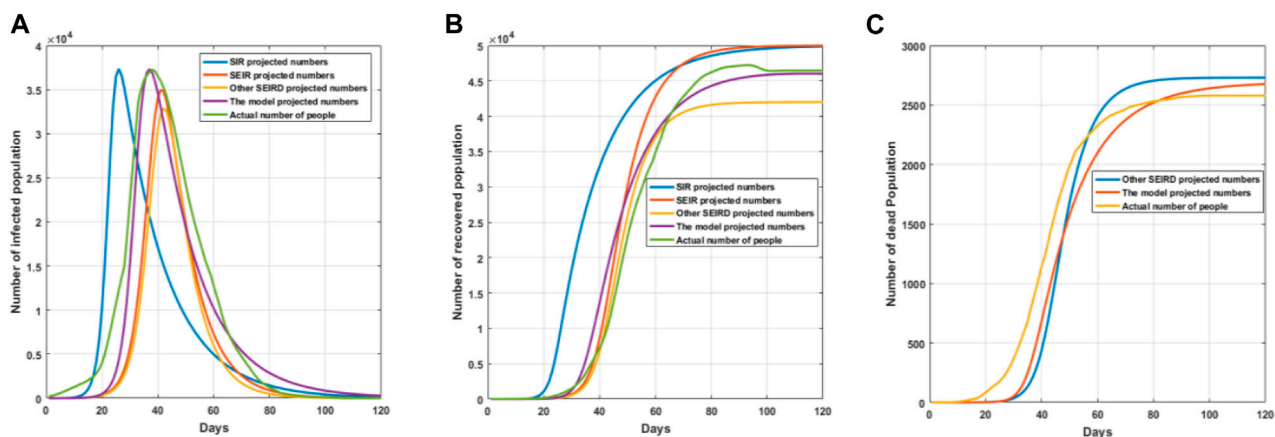 A
×10⁴
4
3.5
3
2.5
2
1.5
1
0.5
0
Number of infected population
SIR projected numbers
SEIR projected numbers
Other SEIRD projected numbers
The model projected numbers
Actual number of people
0 20 40 60 80 100 120
Days
B
×10⁴
5
4.5
4
3.5
3
2.5
2
1.5
1
0.5
0
Number of recovered population
SIR projected numbers
SEIR projected numbers
Other SEIRD projected numbers
The model projected numbers
Actual number of people
0 20 40 60 80 100 120
Days
C
3000
2500
2000
1500
1000
500
0
Number of dead Population
Other SEIRD projected numbers
The model projected numbers
Actual number of people
0 20 40 60 80 100 120
Days